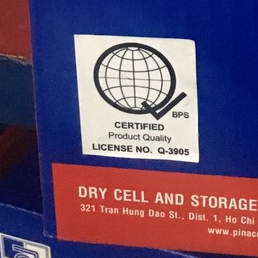 BPS
CERTIFIED
Product Quality
LICENSE NO. Q-3905
DRY CELL AND STORAGE
321 Tran Hung Dao St., Dist. 1, Ho Chi
www.pinac